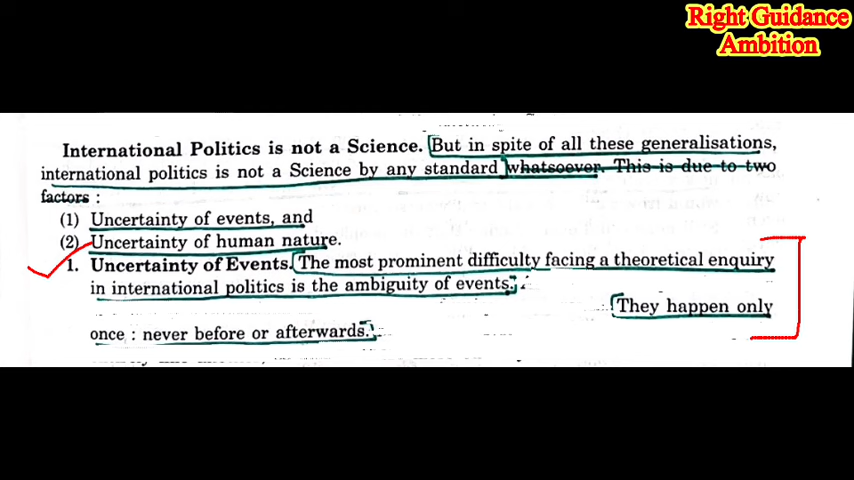 Right Guidance
Ambition
International Politics is not a Science. But in spite of all these generalisations,
international politics is not a Science by any standard whatsoever. This is due to two
factors :
(1) Uncertainty of events, and
(2) Uncertainty of human nature.
1. Uncertainty of Events. The most prominent difficulty facing a theoretical enquiry
in international politics is the ambiguity of events.
They happen only
once : never before or afterwards.